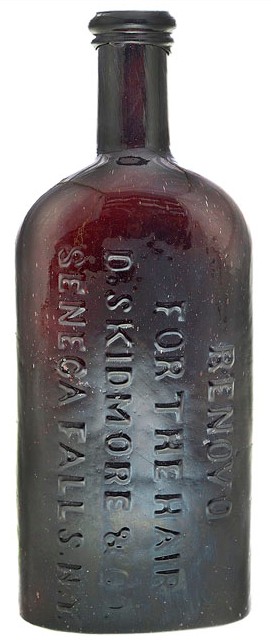 RENOVO
FOR THE HAIR
D. SKIDMORE & Co.
SENECA FALLS. N.Y.